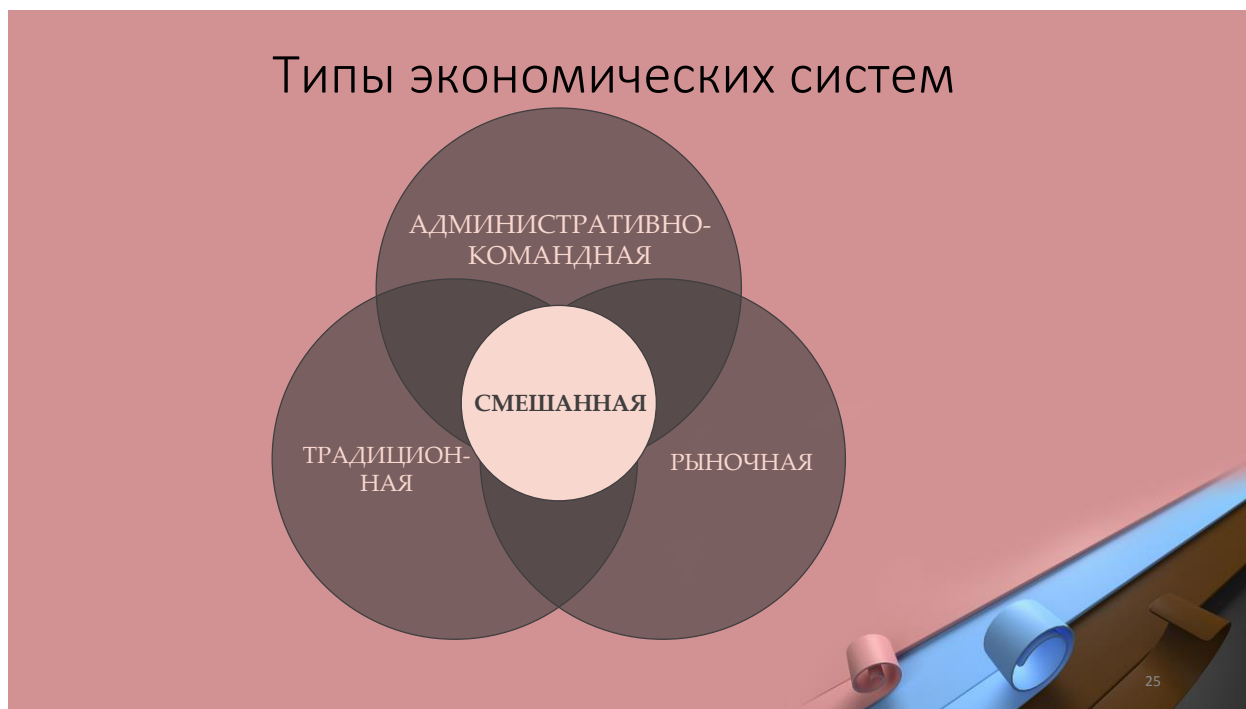 Типы экономических систем
АДМИНИСТРАТИВНО-
КОМАНДНАЯ
СМЕШАННАЯ
ТРАДИЦИОН-
НАЯ
РЫНОЧНАЯ
25